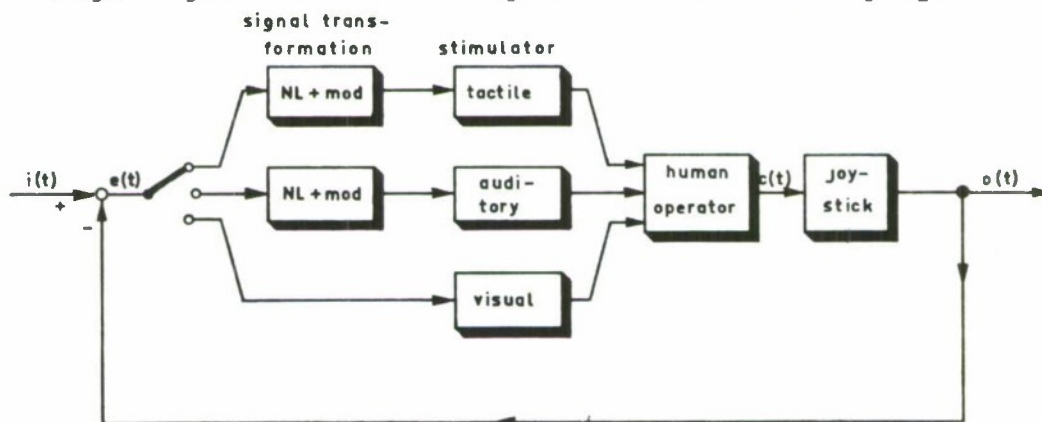 signal trans-
formation
stimulator
NL + mod
tactile
i(t)
+
e(t)
-
NL + mod
audi-
tory
human
operator
c(t)
joy-
stick
o(t)
visual